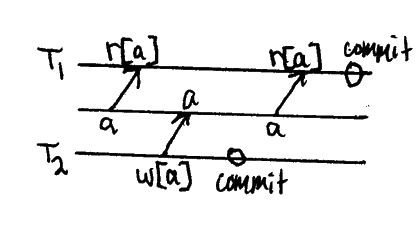 r[a] r[a] commit
T1
a a a
T2
w[a] commit